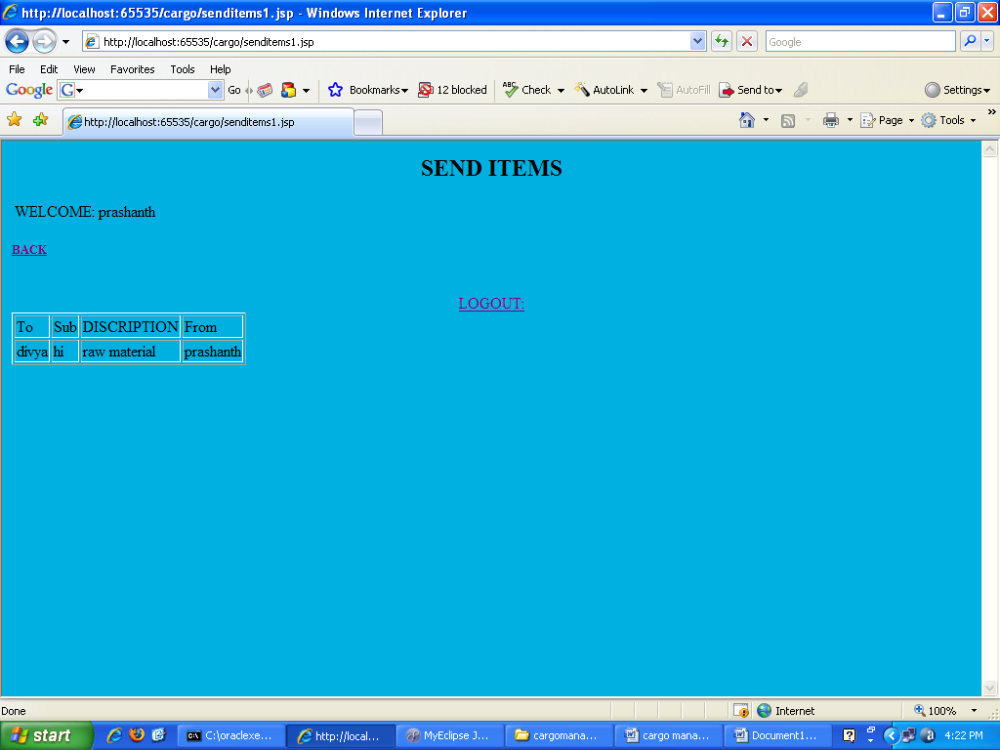 http://localhost:65535/cargo/senditems1.jsp - Windows Internet Explorer
http://localhost:65535/cargo/senditems1.jsp Google
File Edit View Favorites Tools Help
Google G Go Bookmarks 12 blocked ABC Check AutoLink AutoFill Send to Settings
http://localhost:65535/cargo/senditems1.jsp Page Tools »
SEND ITEMS
WELCOME: prashanth
BACK
LOGOUT:
To Sub DISCRIPTION From
divya hi raw material prashanth
Done Internet 100%
start C:\oraclexe... http://local... MyEclipse J... cargomana... cargo mana... Document1... 4:22 PM